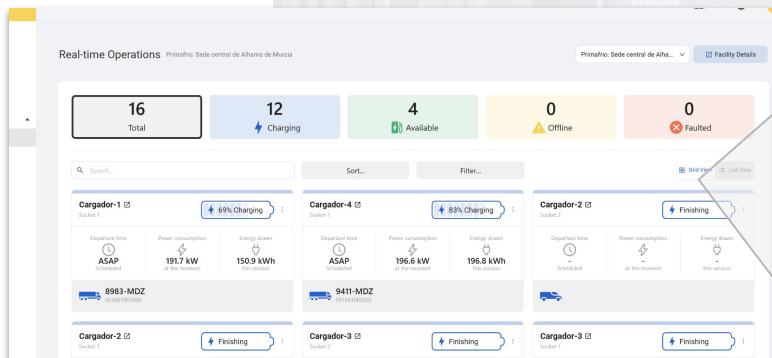 Real-time Operations Primafrio: Sede central de Alhama de Murcia
Primafrio: Sede central de Alha...
Facility Details
16
Total
12
Charging
4
Available
0
Offline
0
Faulted
Search...
Sort...
Filter...
Grid View
List View
Cargador-1
Socket 1
69% Charging
Departure time
ASAP
Scheduled
Power consumption
191.7 kW
at the moment
Energy drawn
150.9 kWh
this session
8983-MDZ
Cargador-4
Socket 1
83% Charging
Departure time
ASAP
Scheduled
Power consumption
196.6 kW
at the moment
Energy drawn
196.8 kWh
this session
9411-MDZ
Cargador-2
Socket 2
Finishing
Departure time
-
Scheduled
Power consumption
-
at the moment
Energy drawn
-
this session
Cargador-2
Socket 1
Finishing
Cargador-3
Socket 2
Finishing
Cargador-3
Socket 1
Finishing